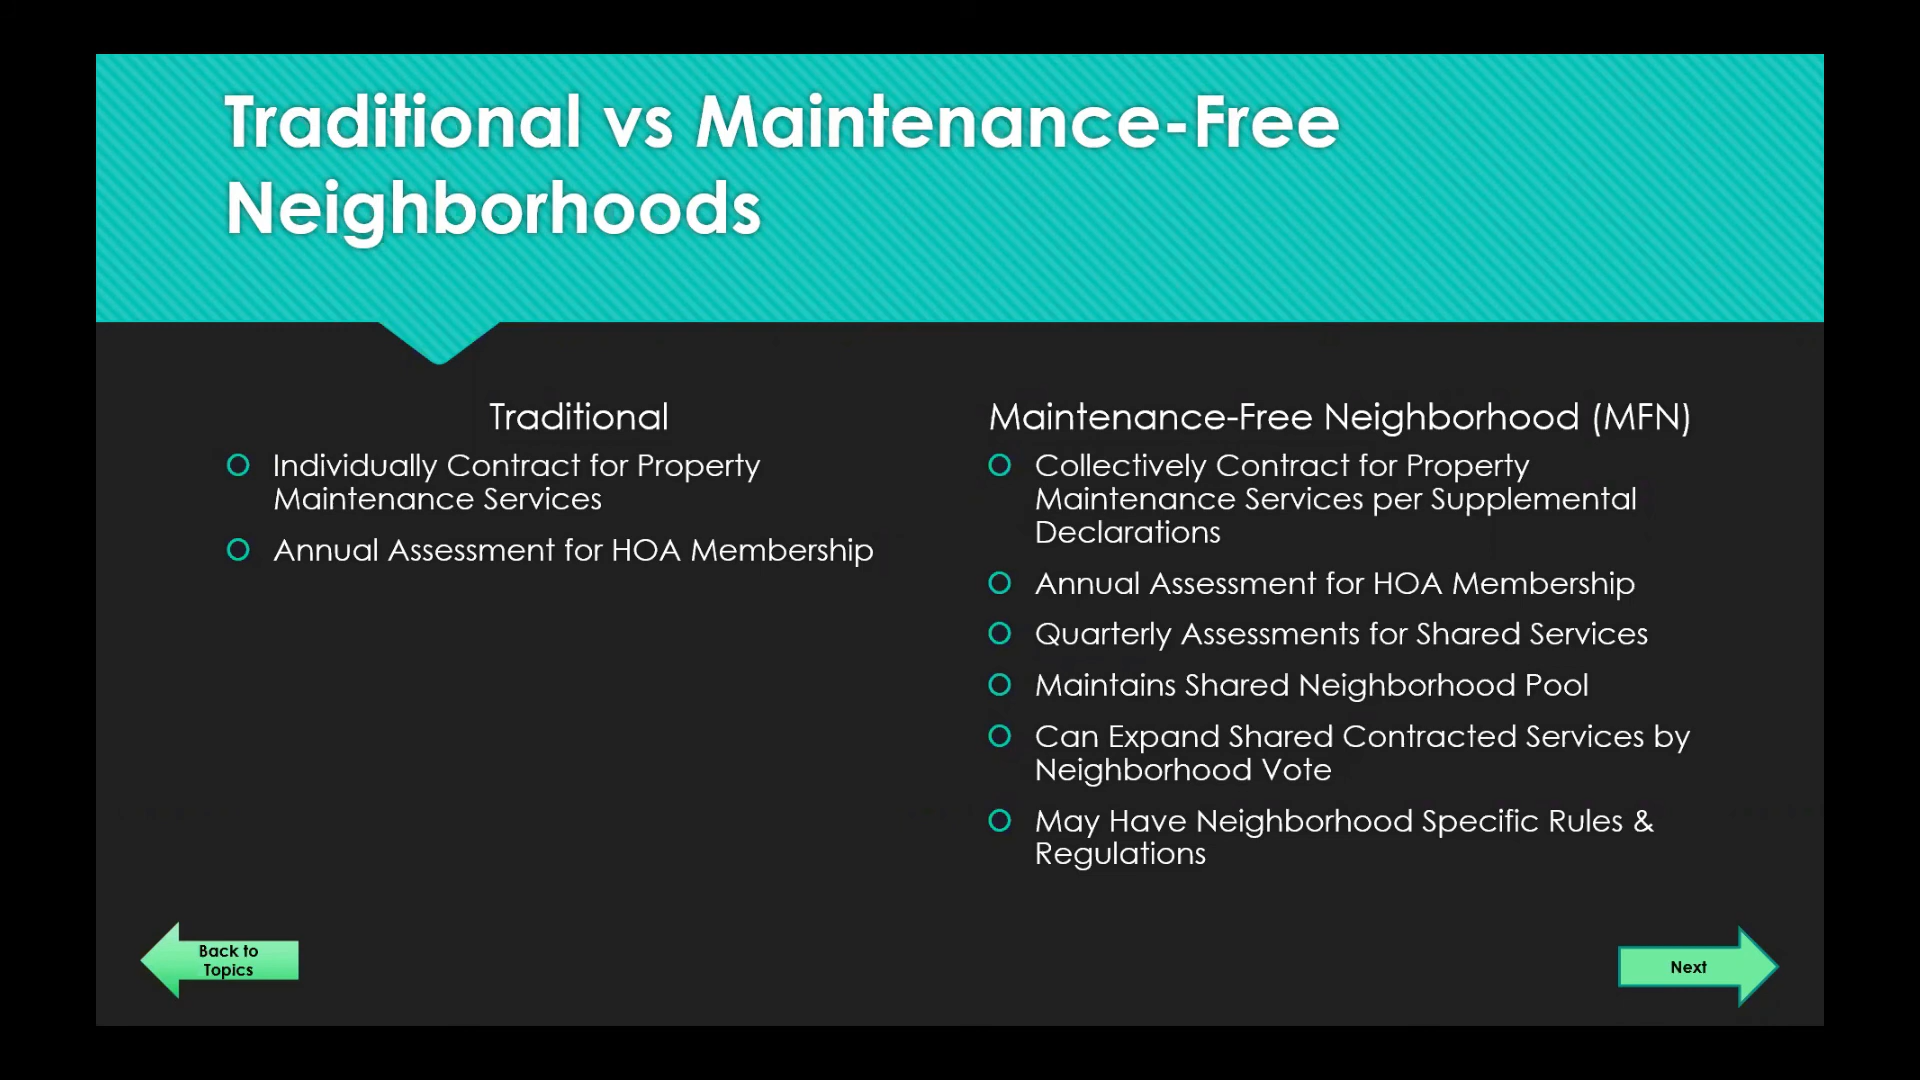 Traditional vs Maintenance-Free
Neighborhoods
Traditional
Individually Contract for Property
Maintenance Services
Annual Assessment for HOA Membership
Maintenance-Free Neighborhood (MFN)
Collectively Contract for Property
Maintenance Services per Supplemental
Declarations
Annual Assessment for HOA Membership
Quarterly Assessments for Shared Services
Maintains Shared Neighborhood Pool
Can Expand Shared Contracted Services by
Neighborhood Vote
May Have Neighborhood Specific Rules &
Regulations
Back to
Topics
Next